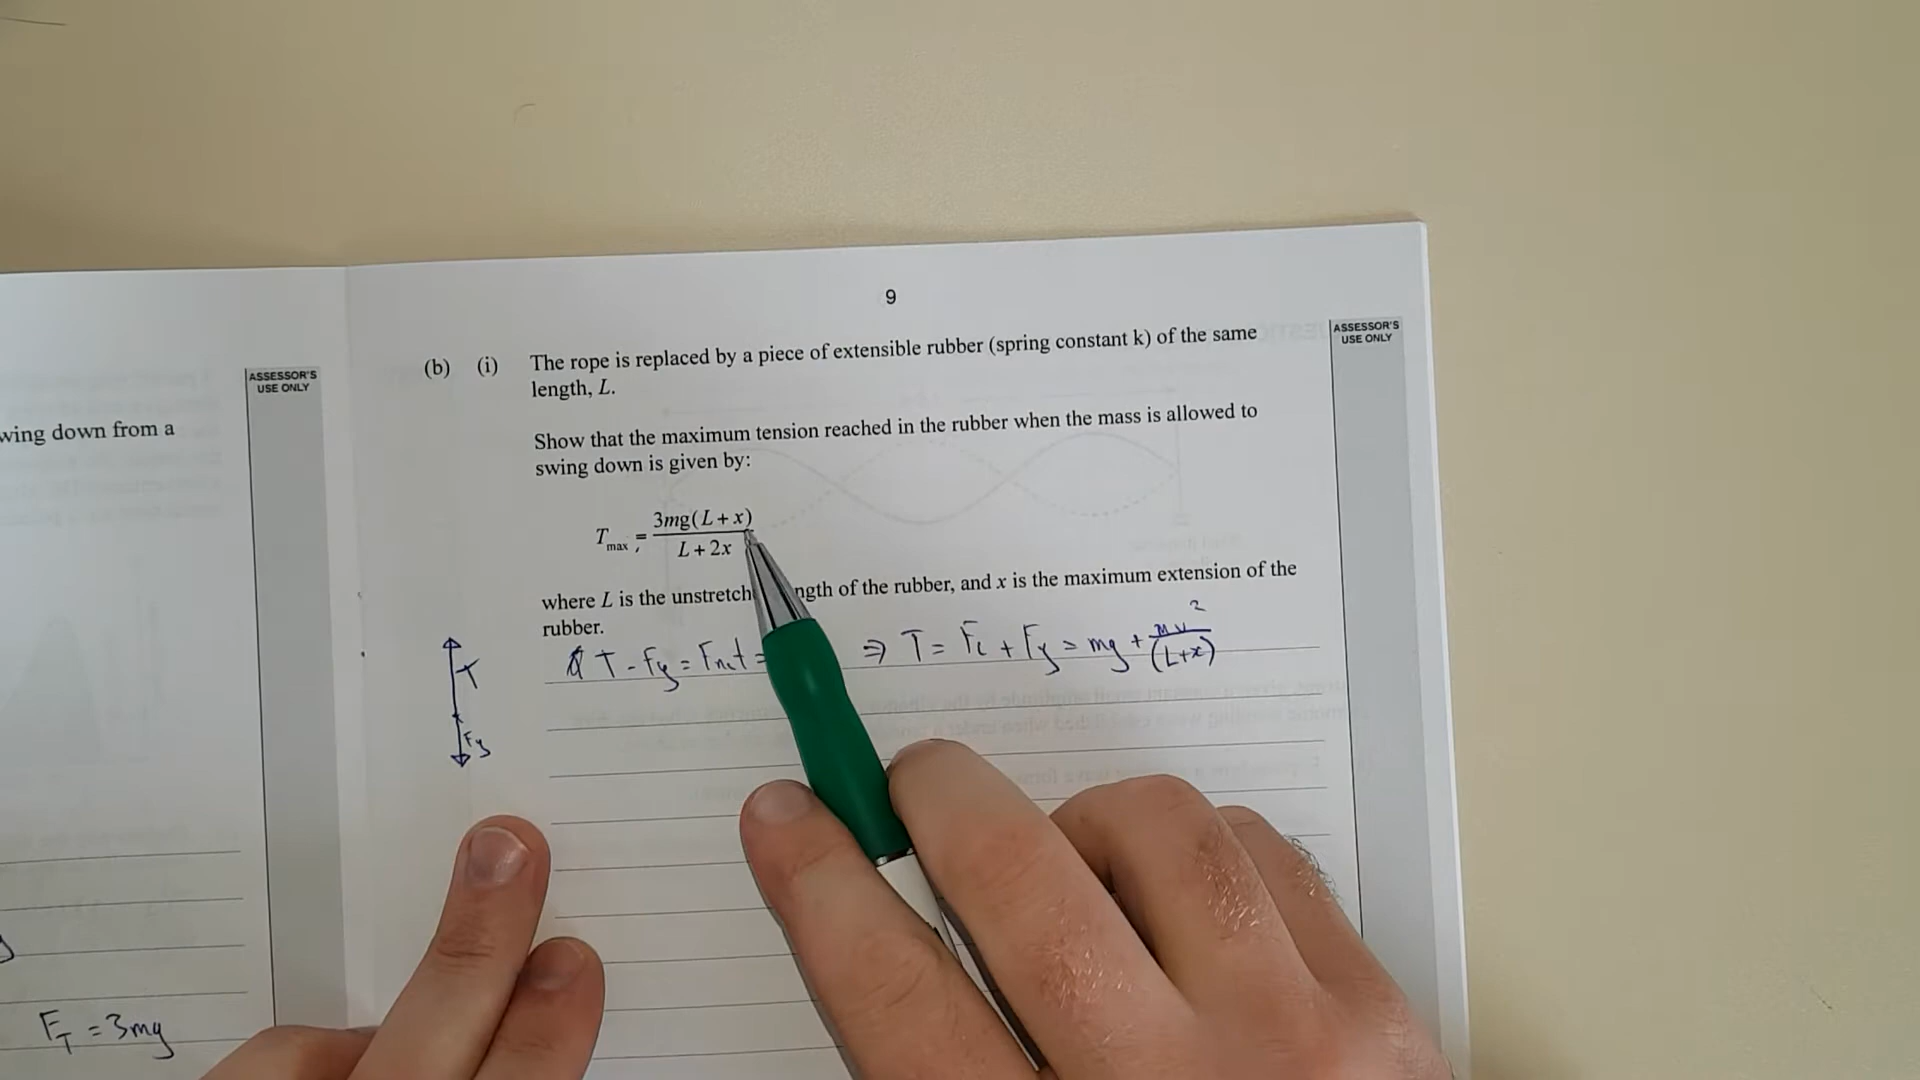 9
ASSESSOR'S
USE ONLY
wing down from a
F_T = 3mg
(b) (i) The rope is replaced by a piece of extensible rubber (spring constant k) of the same
length, L.
Show that the maximum tension reached in the rubber when the mass is allowed to
swing down is given by:
T_max = 3mg(L + x) / L + 2x
where L is the unstretch ngth of the rubber, and x is the maximum extension of the
rubber.
T - Fg = Fnet = ⇒ T = Fc + Fg = mg + mv² / (L+x)
T
Fg
ASSESSOR'S
USE ONLY